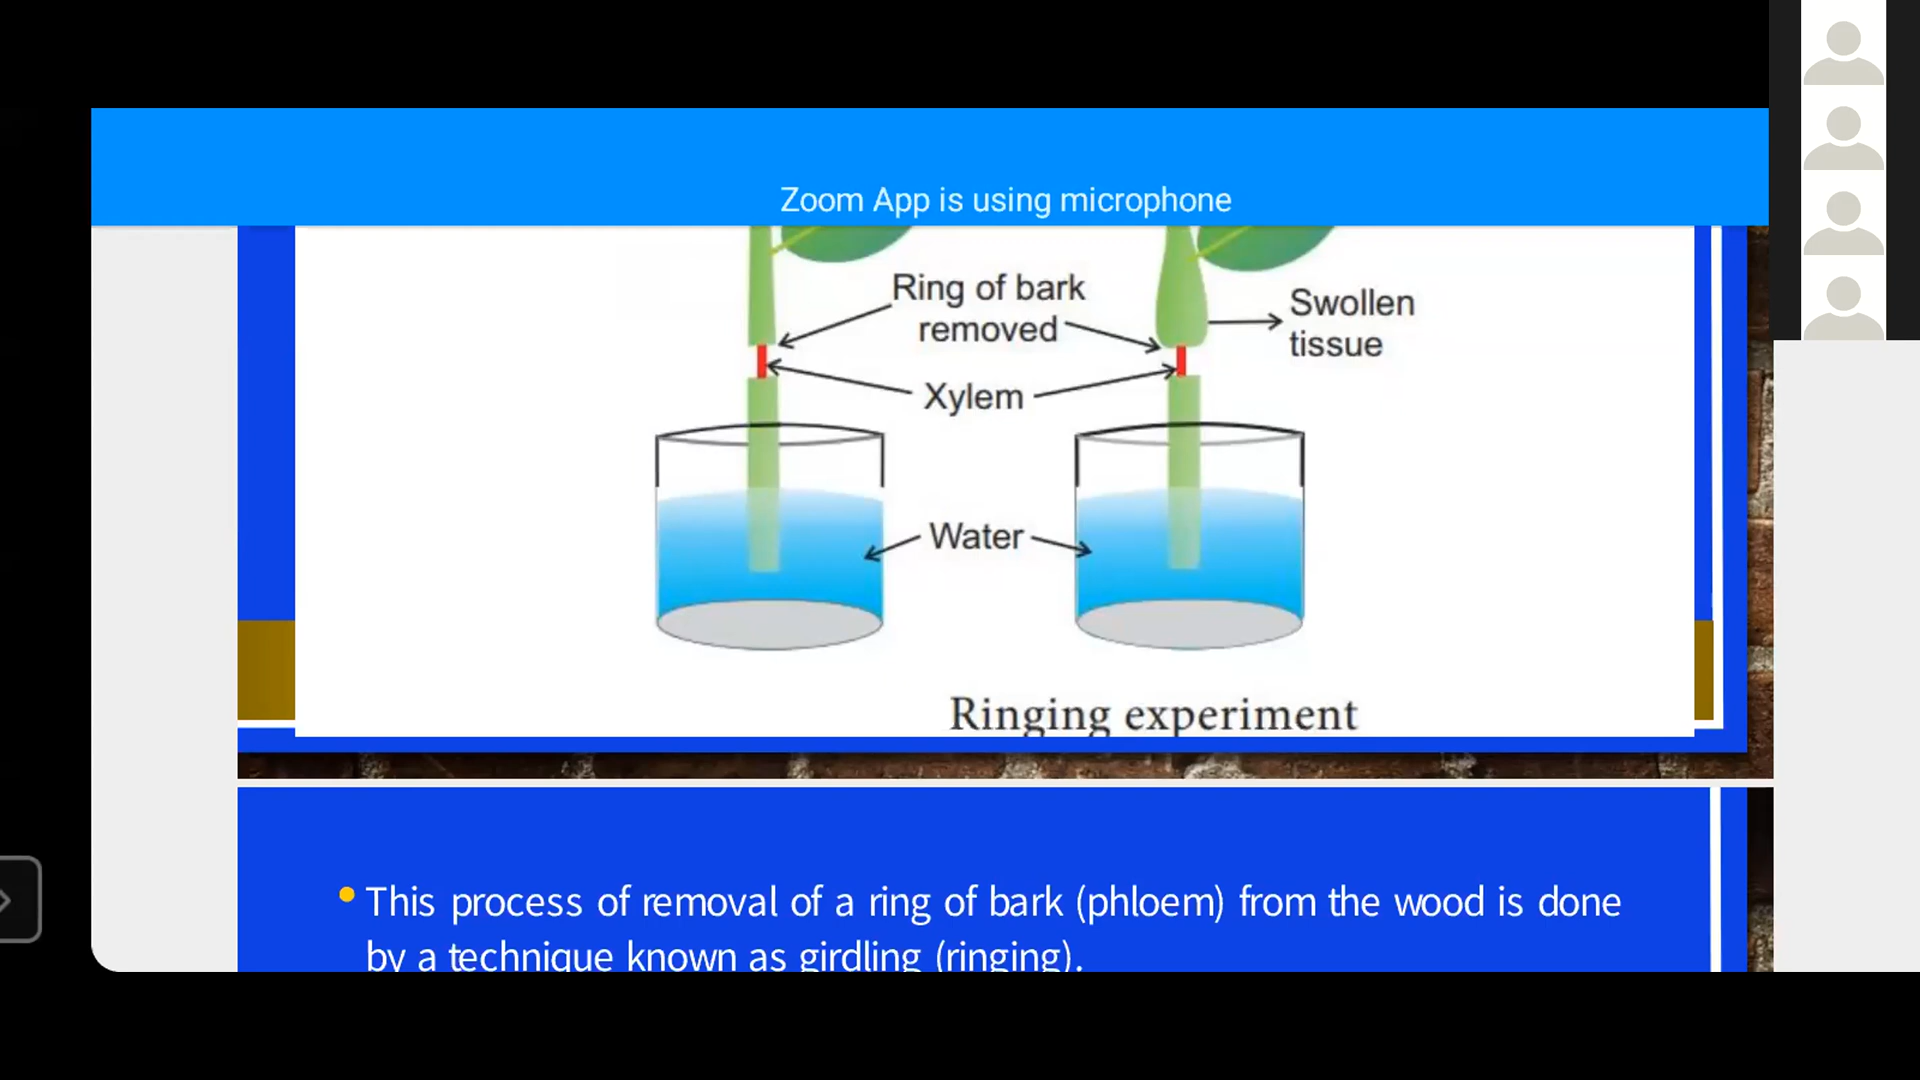 Zoom App is using microphone
Ring of bark
removed
Swollen
tissue
Xylem
Water
Ringing experiment
• This process of removal of a ring of bark (phloem) from the wood is done
by a technique known as girdling (ringing).